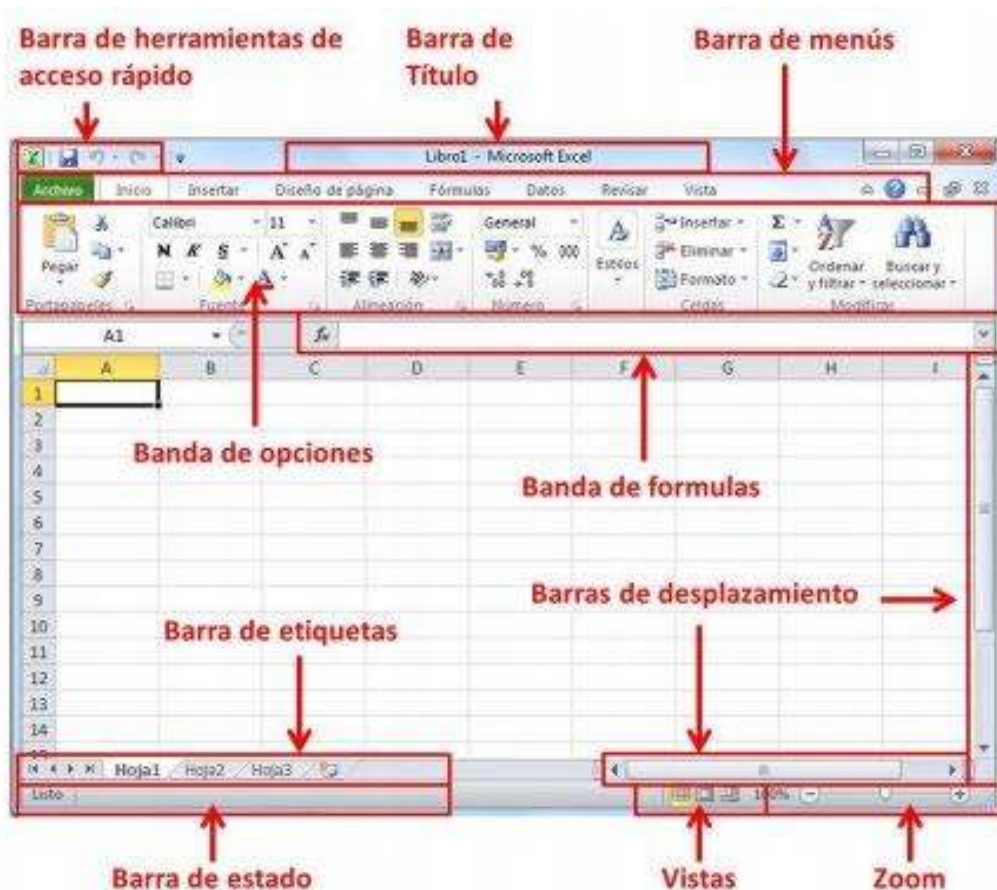 Barra de herramientas de acceso rápido
Barra de Título
Barra de menús
Libro1 - Microsoft Excel
Archivo Inicio Insertar Diseño de página Fórmulas Datos Revisar Vista
Calibri 11 General Insertar Σ
N K S A A % 000 Eliminar
Pegar Estilos Formato Ordenar y filtrar Buscar y seleccionar
Portapapeles Fuente Alineación Número Celdas Modificar
A1 fx
A B C D E F G H I
1
2
3
Banda de opciones
4
Banda de formulas
5
6
7
8
9
Barras de desplazamiento
10
Barra de etiquetas
11
12
13
14
Hoja1 Hoja2 Hoja3
Listo 100%
Barra de estado
Vistas
Zoom